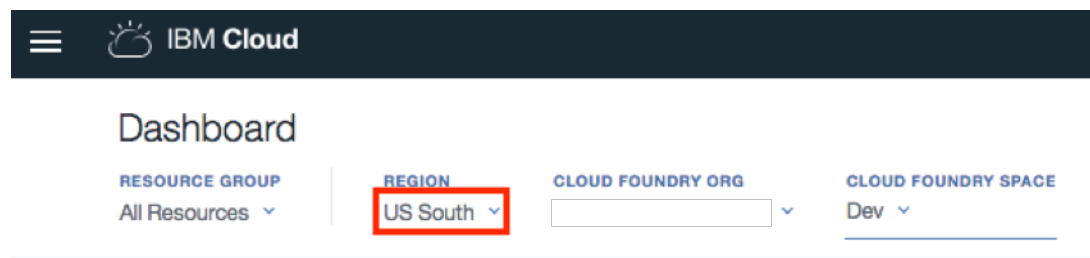 IBM Cloud
Dashboard
RESOURCE GROUP REGION CLOUD FOUNDRY ORG CLOUD FOUNDRY SPACE
All Resources US South Dev